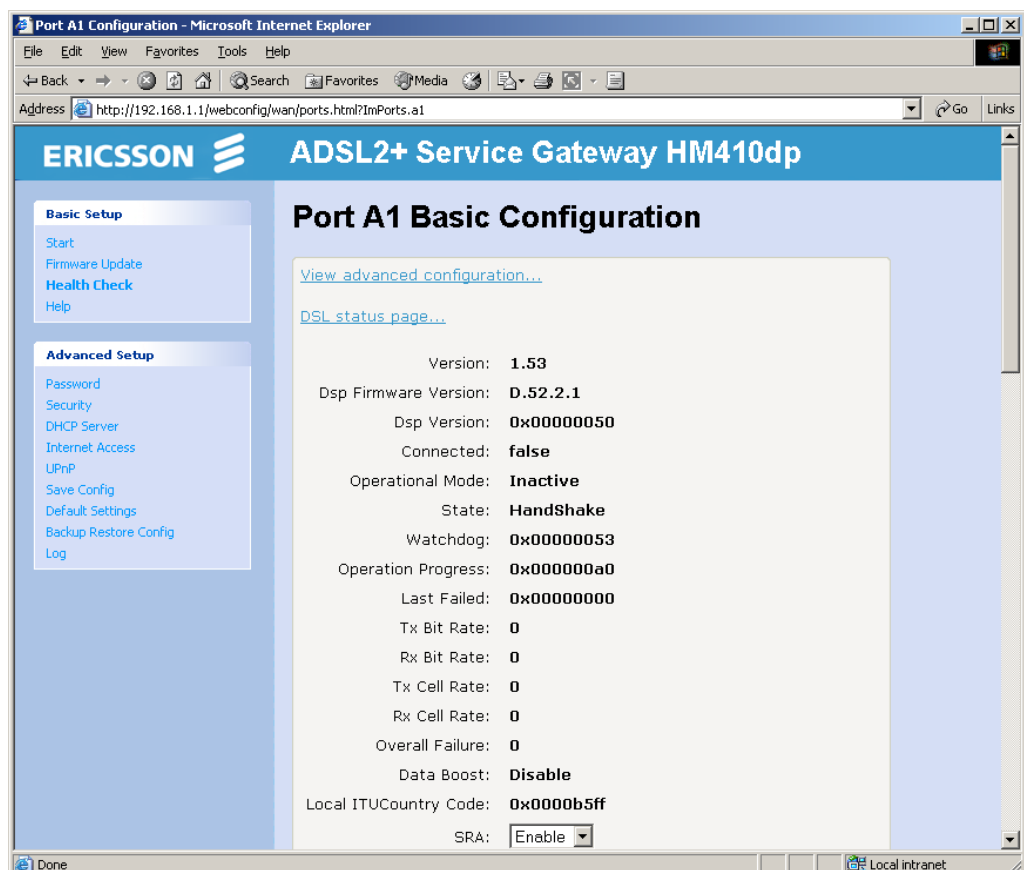 Port A1 Configuration - Microsoft Internet Explorer
File Edit View Favorites Tools Help
Back Search Favorites Media
Address http://192.168.1.1/webconfig/wan/ports.html?ImPorts.a1 Go Links
ERICSSON ADSL2+ Service Gateway HM410dp
Basic Setup
Start
Firmware Update
Health Check
Help
Advanced Setup
Password
Security
DHCP Server
Internet Access
UPnP
Save Config
Default Settings
Backup Restore Config
Log
Port A1 Basic Configuration
View advanced configuration...
DSL status page...
Version: 1.53
Dsp Firmware Version: D.52.2.1
Dsp Version: 0x00000050
Connected: false
Operational Mode: Inactive
State: HandShake
Watchdog: 0x00000053
Operation Progress: 0x000000a0
Last Failed: 0x00000000
Tx Bit Rate: 0
Rx Bit Rate: 0
Tx Cell Rate: 0
Rx Cell Rate: 0
Overall Failure: 0
Data Boost: Disable
Local ITUCountry Code: 0x0000b5ff
SRA: Enable
Done Local intranet